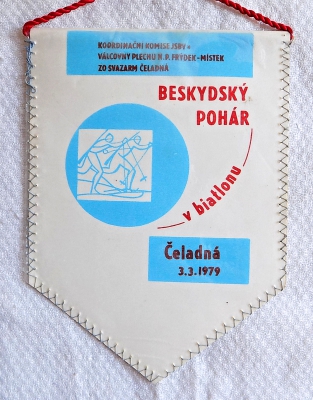 KOORDINAČNÍ KOMISE JSBV -
VÁLCOVNY PLECHU N.P. FRÝDEK - MÍSTEK
ZO SVAZARM ČELADNÁ
BESKYDSKÝ
POHÁR
v biatlonu
Čeladná
3.3.1979